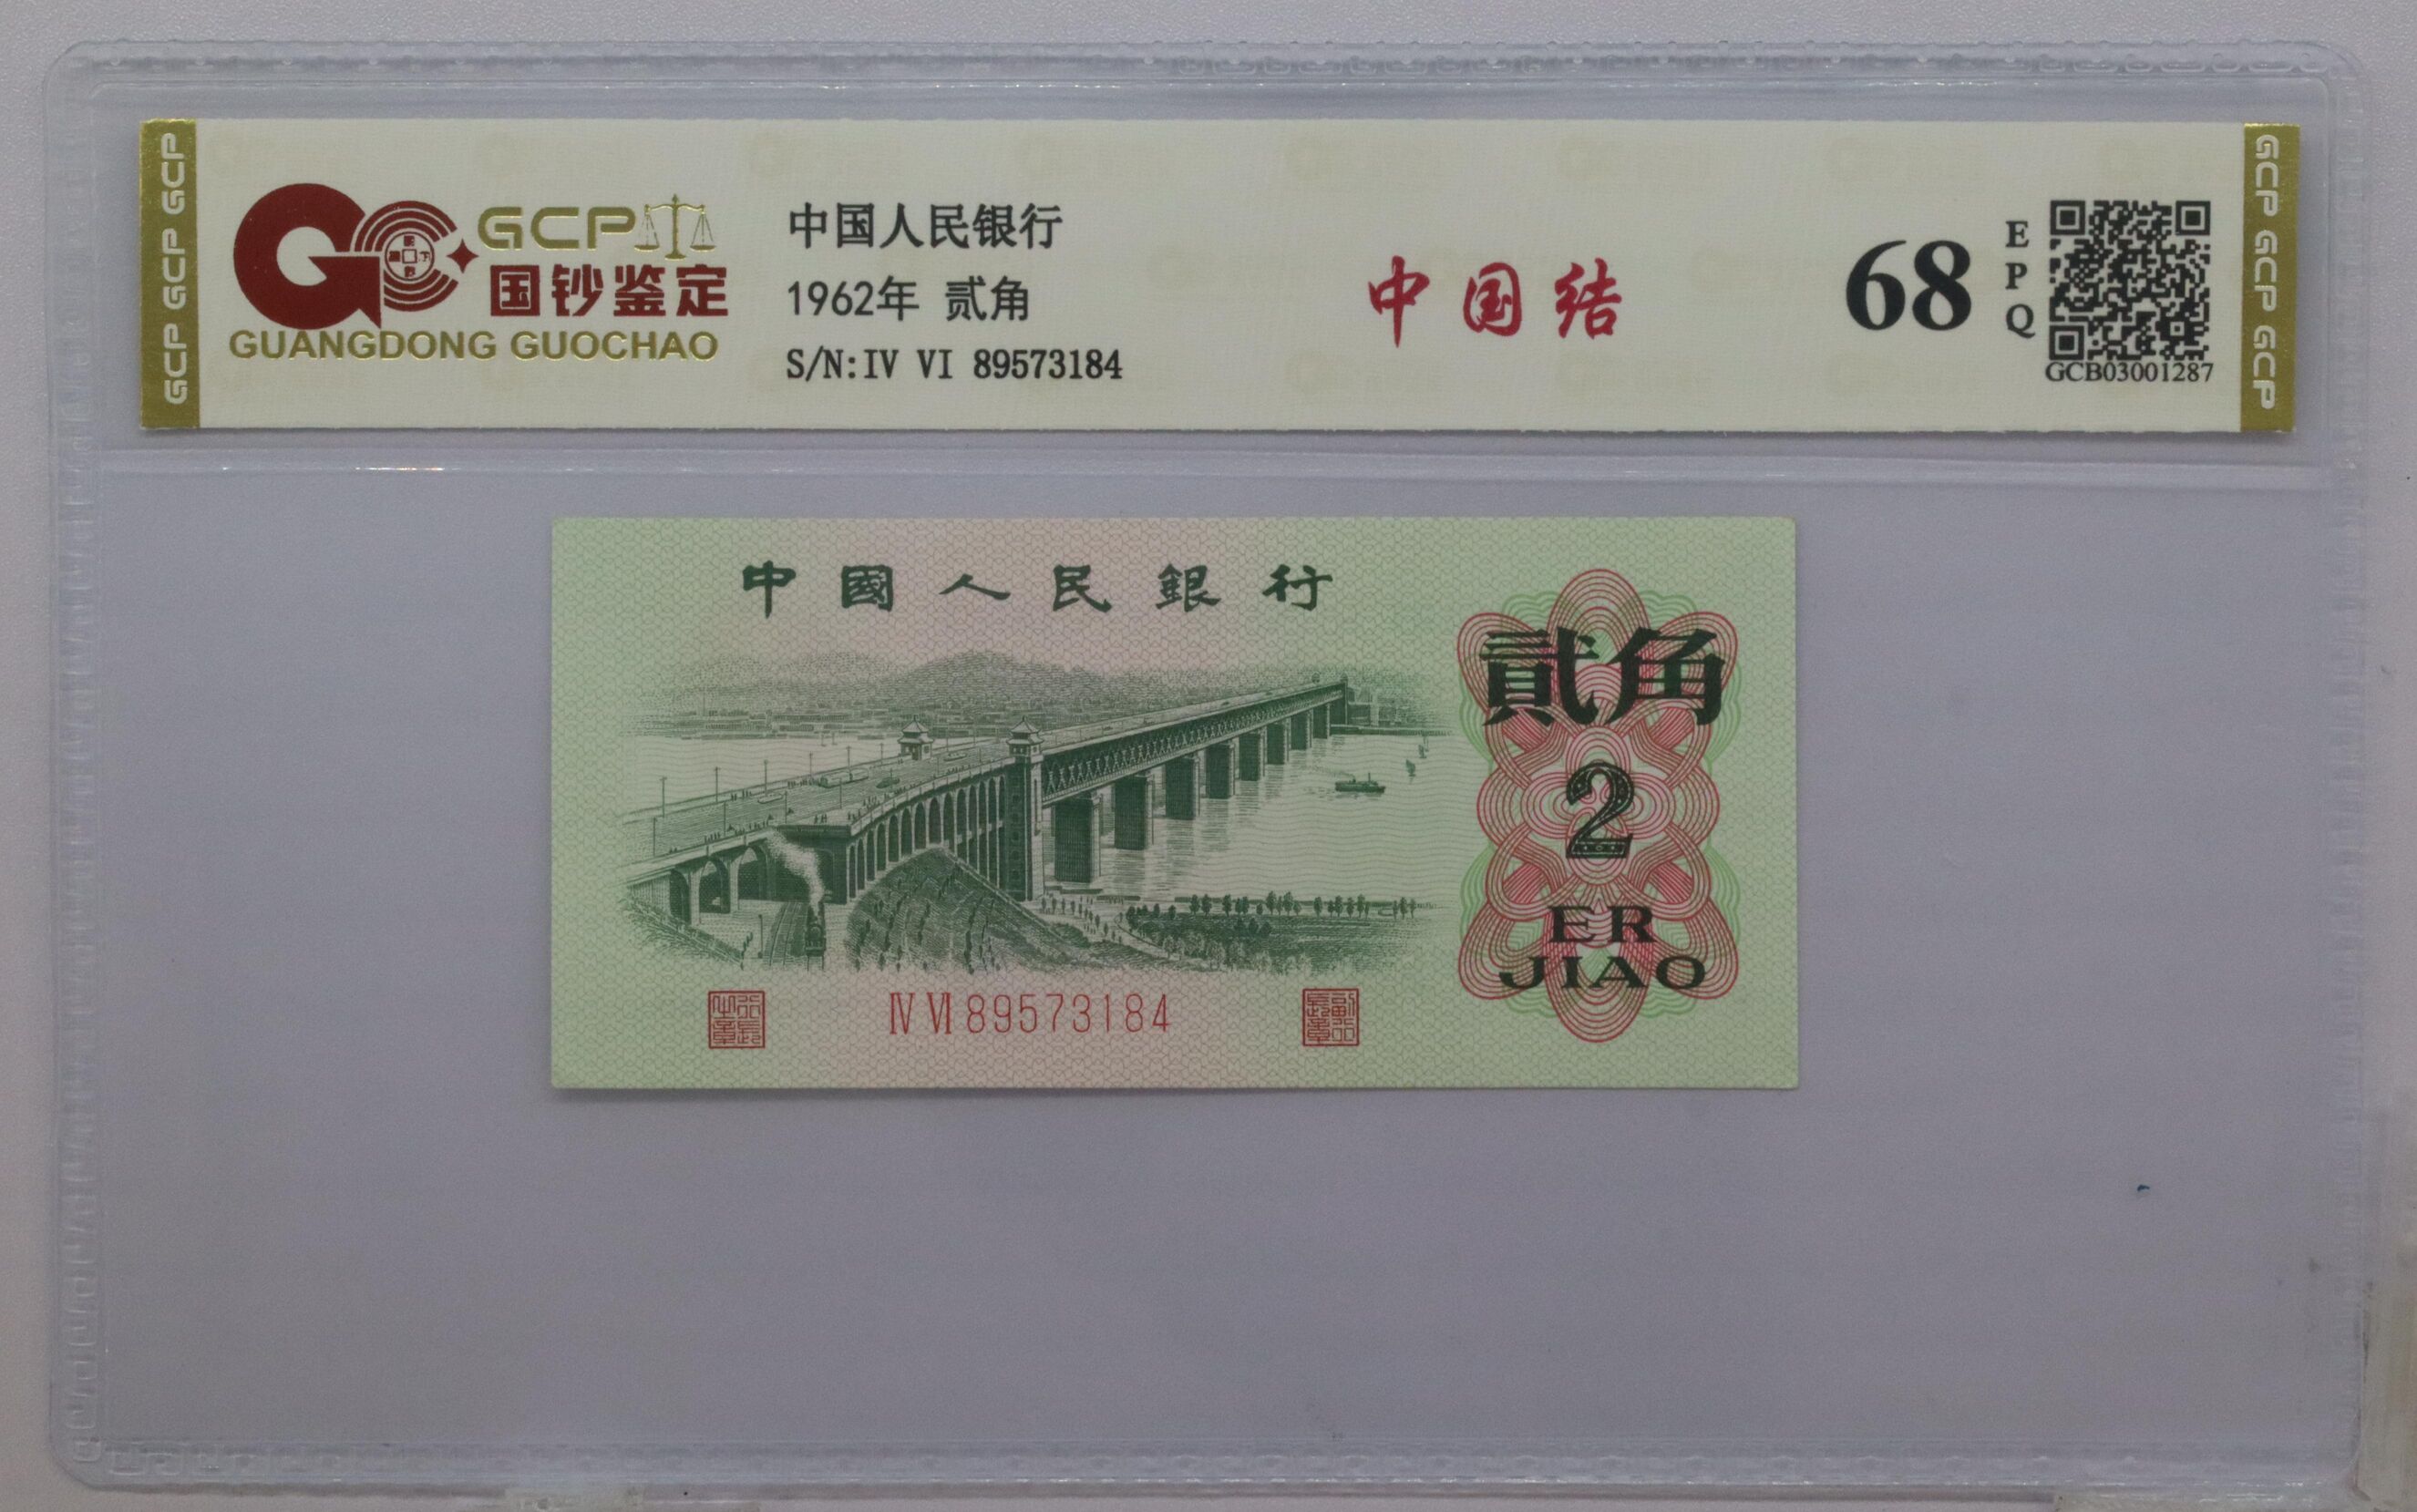 GCP GCP GCP
GCP
国钞鉴定
GUANGDONG GUOCHAO
中国人民银行
1962年 贰角
S/N:IV VI 89573184
中国结
68
EPQ
GCB03001287
GCP GCP GCP
中國人民銀行
貳角
2
ER
JIAO
Ⅳ Ⅵ 89573184